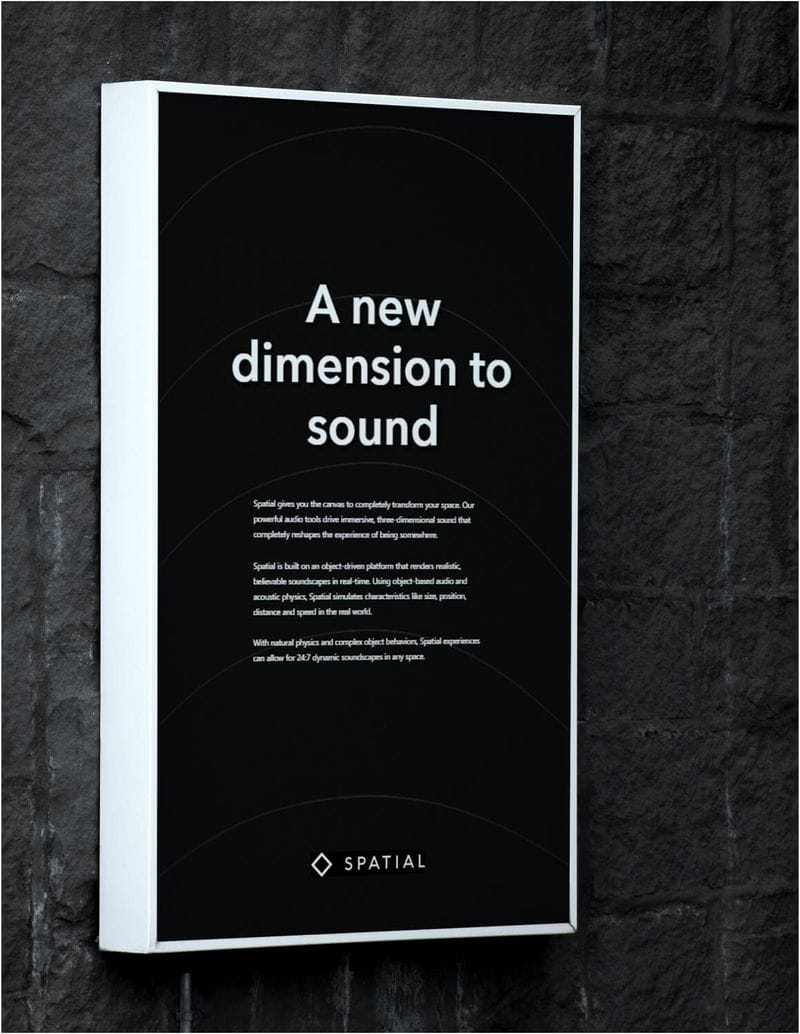 A new
dimension to
sound
Spatial gives you the canvas to completely transform your space. Our
powerful audio tools drive immersive, three-dimensional sound that
completely reshapes the experience of being somewhere.
Spatial is built on an object-driven platform that renders realistic,
believable soundscapes in real-time. Using object-based audio and
acoustic physics, Spatial simulates characteristics like size, position,
distance and speed in the real world.
With natural physics and complex object behaviors, Spatial experiences
can allow for 24:7 dynamic soundscapes in any space.
SPATIAL